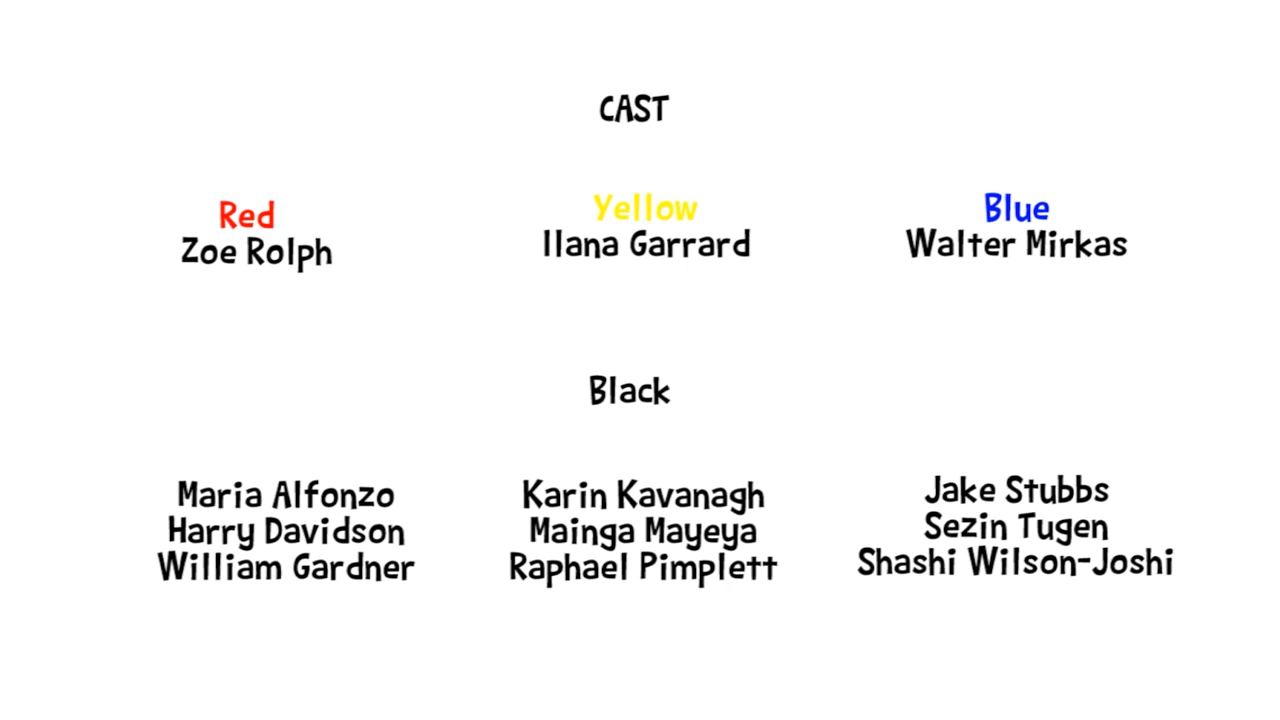 CAST
Red
Zoe Rolph
Yellow
Ilana Garrard
Blue
Walter Mirkas
Black
Maria Alfonzo
Harry Davidson
William Gardner
Karin Kavanagh
Mainga Mayeya
Raphael Pimplett
Jake Stubbs
Sezin Tugen
Shashi Wilson-Joshi